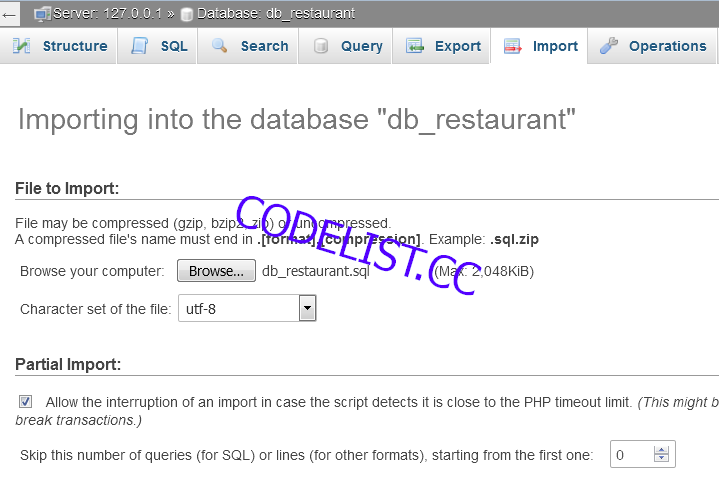 Server: 127.0.0.1 » Database: db_restaurant
Structure SQL Search Query Export Import Operations
Importing into the database "db_restaurant"
File to Import:
File may be compressed (gzip, bzip2, zip) or uncompressed.
A compressed file's name must end in .[format].[compression]. Example: .sql.zip
Browse your computer: Browse... db_restaurant.sql (Max: 2,048KiB)
CODELIST.CC
Character set of the file: utf-8
Partial Import:
Allow the interruption of an import in case the script detects it is close to the PHP timeout limit. (This might b
break transactions.)
Skip this number of queries (for SQL) or lines (for other formats), starting from the first one: 0